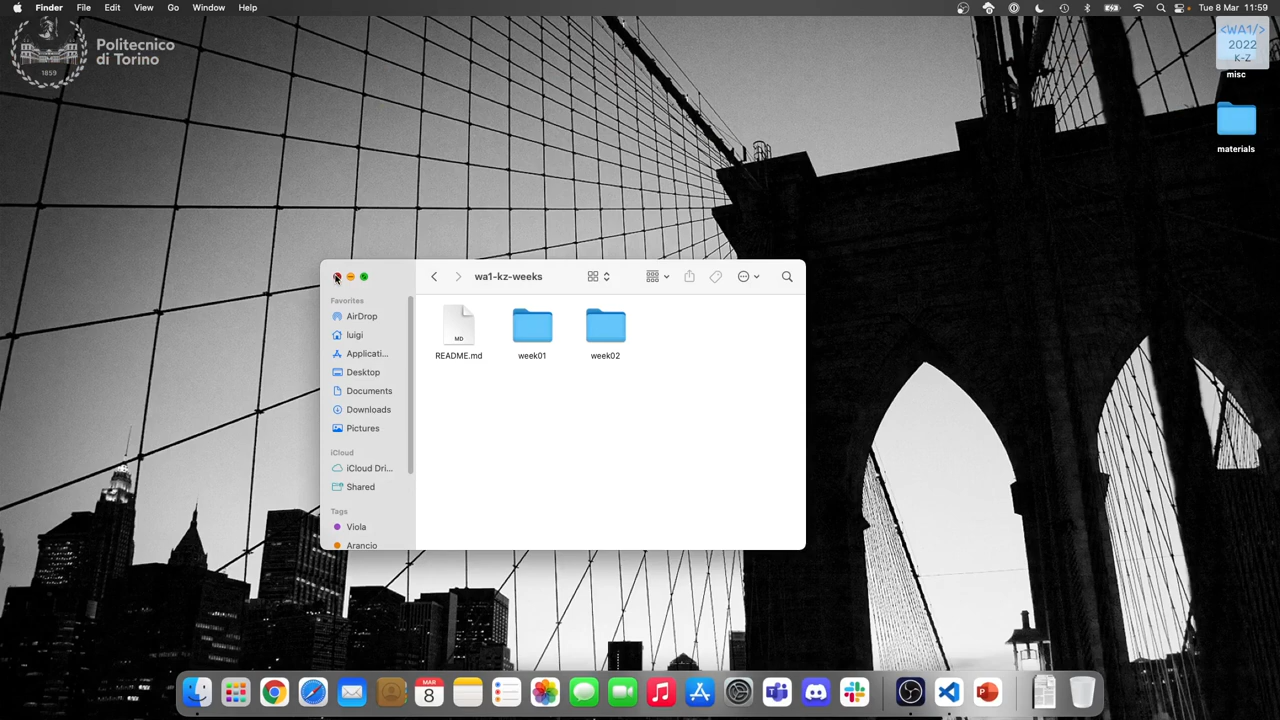 Finder File Edit View Go Window Help
Tue 8 Mar 11:59
Politecnico
di Torino
1859
<WA1/>
2022
K-Z
misc
materials
wa1-kz-weeks
Favorites
AirDrop
luigi
Applicati...
Desktop
Documents
Downloads
Pictures
iCloud
iCloud Dri...
Shared
Tags
Viola
Arancio
MD
README.md
week01
week02
MAR
8